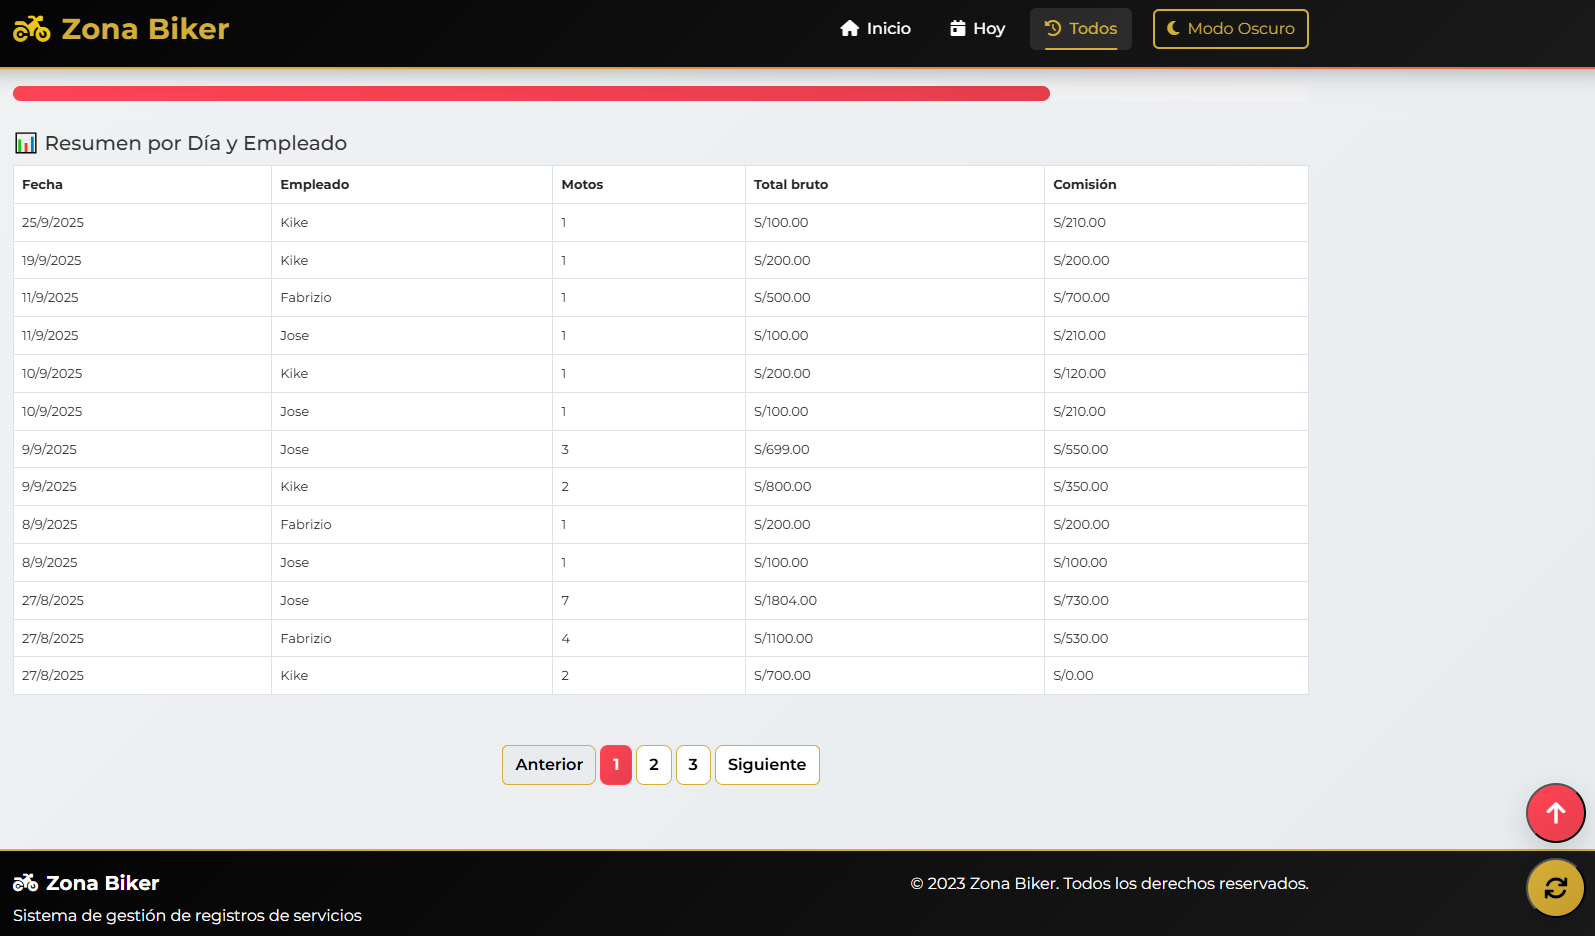 Zona Biker
Inicio
Hoy
Todos
Modo Oscuro
Resumen por Día y Empleado
Fecha Empleado Motos Total bruto Comisión
25/9/2025 Kike 1 S/100.00 S/210.00
19/9/2025 Kike 1 S/200.00 S/200.00
11/9/2025 Fabrizio 1 S/500.00 S/700.00
11/9/2025 Jose 1 S/100.00 S/210.00
10/9/2025 Kike 1 S/200.00 S/120.00
10/9/2025 Jose 1 S/100.00 S/210.00
9/9/2025 Jose 3 S/699.00 S/550.00
9/9/2025 Kike 2 S/800.00 S/350.00
8/9/2025 Fabrizio 1 S/200.00 S/200.00
8/9/2025 Jose 1 S/100.00 S/100.00
27/8/2025 Jose 7 S/1804.00 S/730.00
27/8/2025 Fabrizio 4 S/1100.00 S/530.00
27/8/2025 Kike 2 S/700.00 S/0.00
Anterior 1 2 3 Siguiente
Zona Biker
Sistema de gestión de registros de servicios
© 2023 Zona Biker. Todos los derechos reservados.